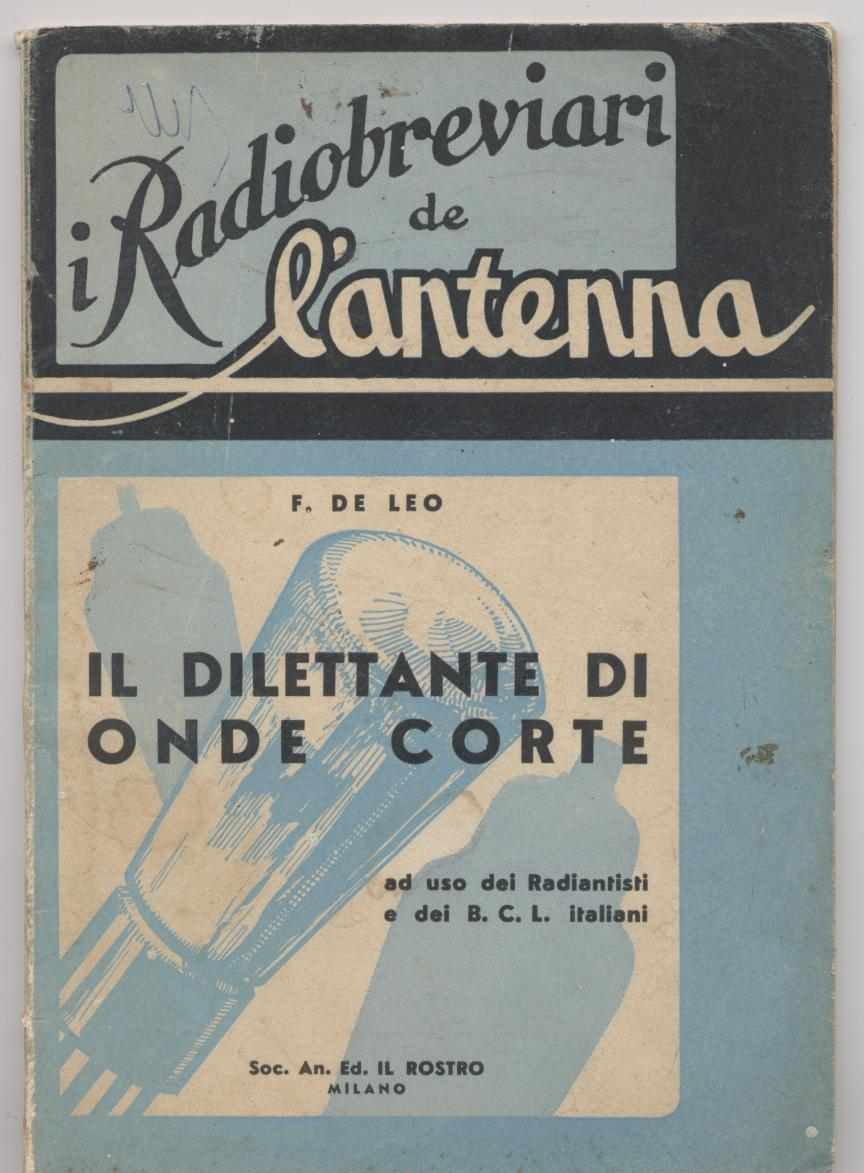 i Radiobreviari
de
l'antenna
F. DE LEO
IL DILETTANTE DI
ONDE CORTE
ad uso dei Radiantisti
e dei B. C. L. italiani
Soc. An. Ed. IL ROSTRO
MILANO